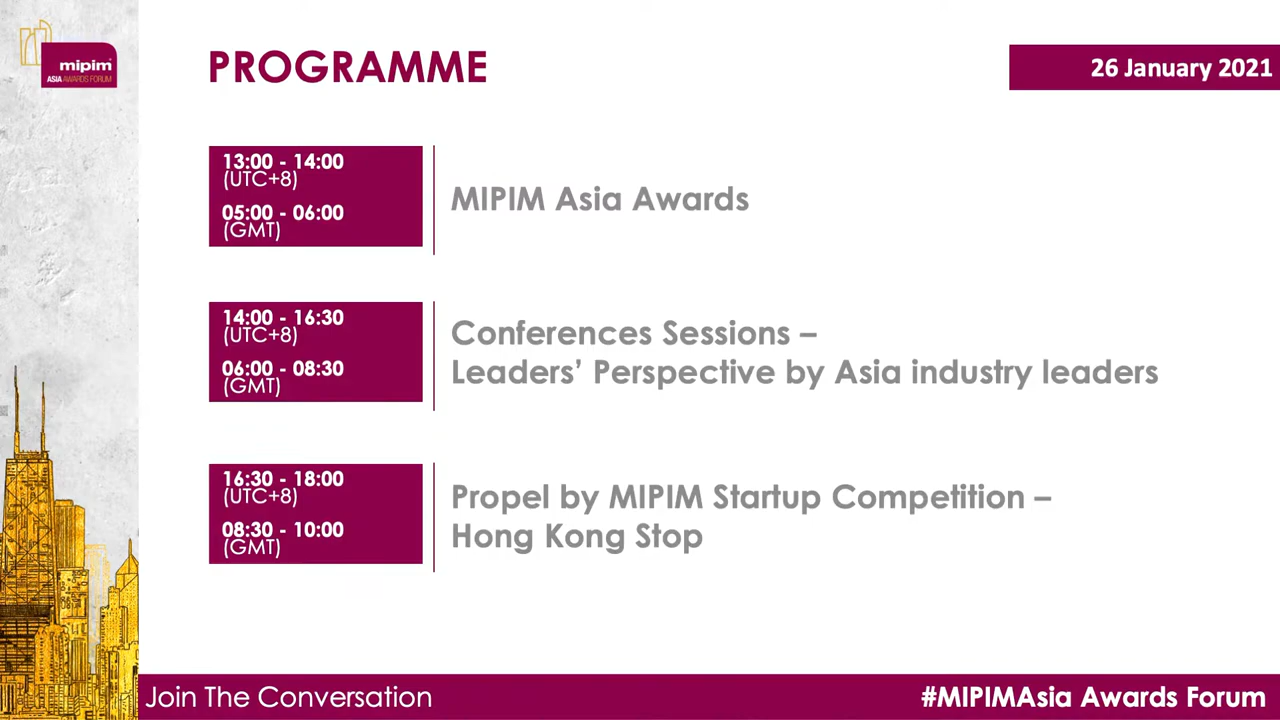 mipim®
ASIA AWARDS FORUM
PROGRAMME
26 January 2021
13:00 - 14:00
(UTC+8)
05:00 - 06:00
(GMT)
MIPIM Asia Awards
14:00 - 16:30
(UTC+8)
06:00 - 08:30
(GMT)
Conferences Sessions –
Leaders’ Perspective by Asia industry leaders
16:30 - 18:00
(UTC+8)
08:30 - 10:00
(GMT)
Propel by MIPIM Startup Competition –
Hong Kong Stop
Join The Conversation
#MIPIMAsia Awards Forum